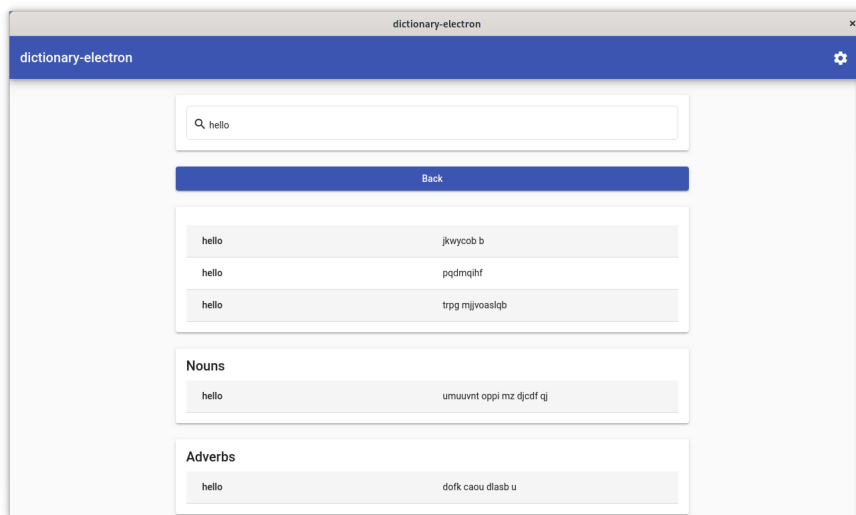 dictionary-electron
dictionary-electron
hello
Back
hello jkwycob b
hello pqdmqihf
hello trpg mjjvoaslqb
Nouns
hello umuuvnt oppi mz djcdf qj
Adverbs
hello dofk caou dlasb u